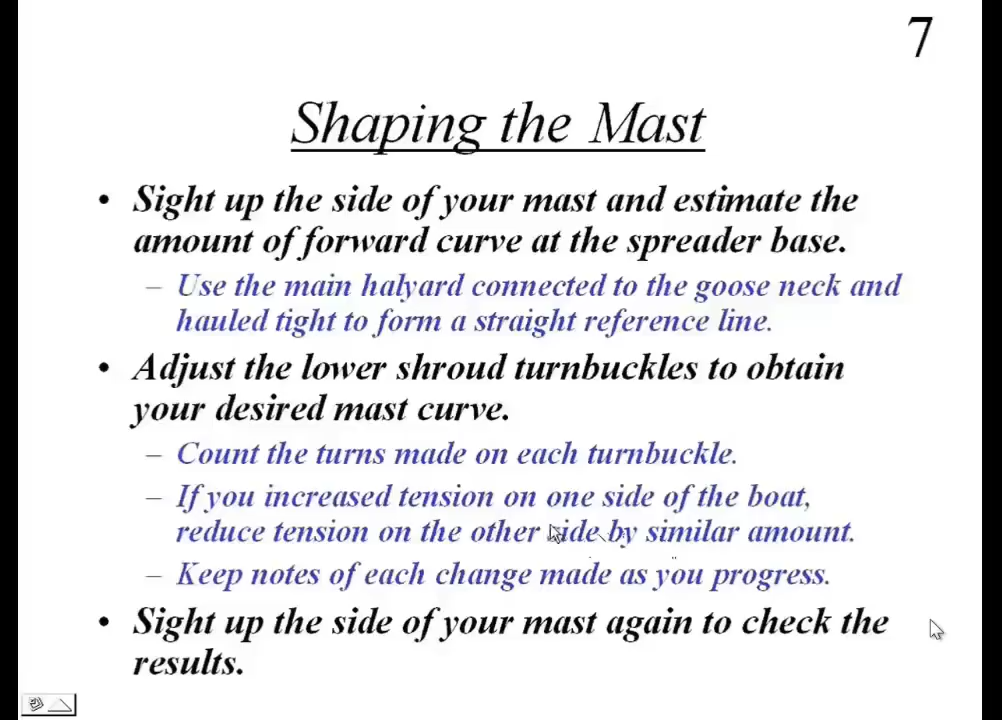 7
Shaping the Mast
• Sight up the side of your mast and estimate the
amount of forward curve at the spreader base.
– Use the main halyard connected to the goose neck and
hauled tight to form a straight reference line.
• Adjust the lower shroud turnbuckles to obtain
your desired mast curve.
– Count the turns made on each turnbuckle.
– If you increased tension on one side of the boat,
reduce tension on the other side by similar amount.
– Keep notes of each change made as you progress.
• Sight up the side of your mast again to check the
results.